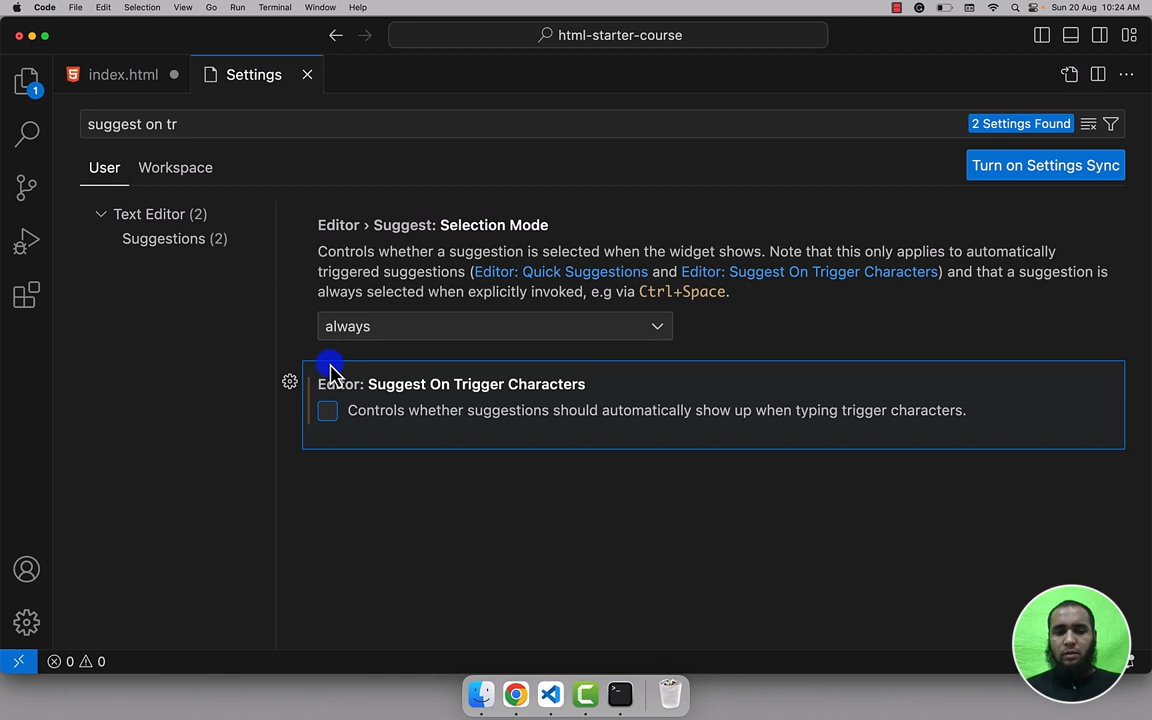 Code File Edit Selection View Go Run Terminal Window Help Sun 20 Aug 10:24 AM
html-starter-course
index.html Settings
1
suggest on tr 2 Settings Found
User Workspace Turn on Settings Sync
Text Editor (2)
Suggestions (2)
Editor › Suggest: Selection Mode
Controls whether a suggestion is selected when the widget shows. Note that this only applies to automatically
triggered suggestions (Editor: Quick Suggestions and Editor: Suggest On Trigger Characters) and that a suggestion is
always selected when explicitly invoked, e.g via Ctrl+Space.
always
Editor: Suggest On Trigger Characters
Controls whether suggestions should automatically show up when typing trigger characters.
0 0